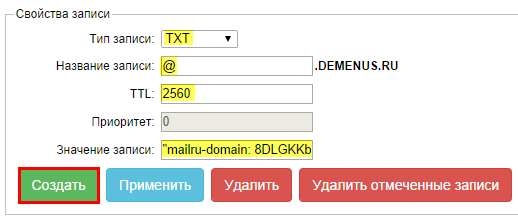 Свойства записи
Тип записи: TXT
Название записи: @ .DEMENUS.RU
TTL: 2560
Приоритет: 0
Значение записи: "mailru-domain: 8DLGKKb
Создать Применить Удалить Удалить отмеченные записи